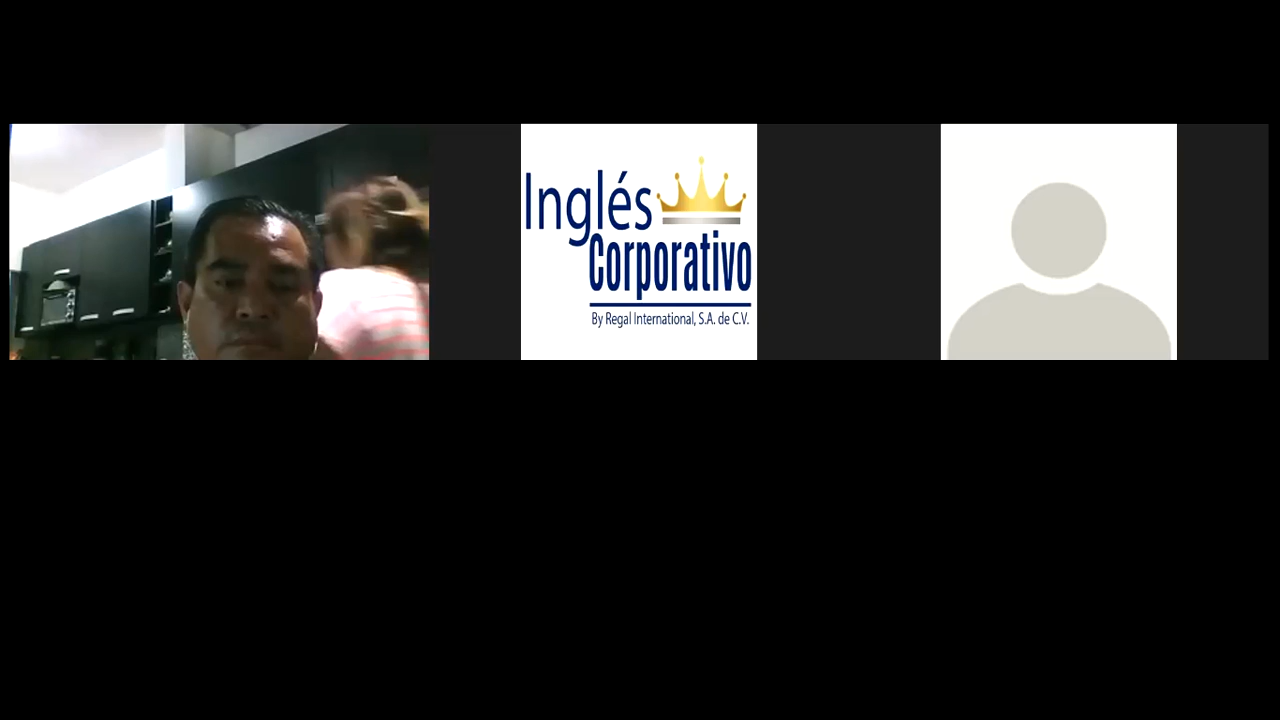 Inglés
Corporativo
By Regal International, S.A. de C.V.